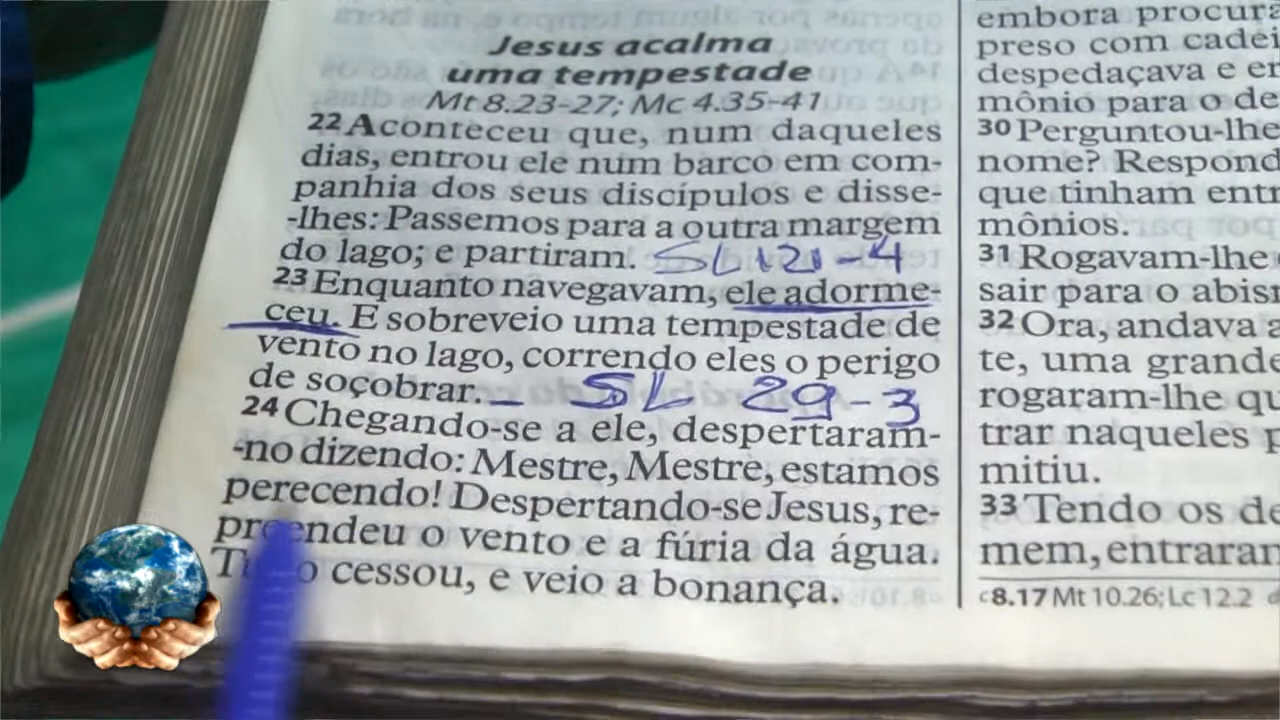 Jesus acalma
uma tempestade
Mt 8.23-27; Mc 4.35-41
22 Aconteceu que, num daqueles
dias, entrou ele num barco em com-
panhia dos seus discípulos e disse-
-lhes: Passemos para a outra margem
do lago; e partiram. SL 121-4
23 Enquanto navegavam, ele adorme-
ceu. E sobreveio uma tempestade de
vento no lago, correndo eles o perigo
de soçobrar. _ SL 29-3
24 Chegando-se a ele, despertaram-
-no dizendo: Mestre, Mestre, estamos
perecendo! Despertando-se Jesus, re-
preendeu o vento e a fúria da água.
cessou, e veio a bonança.
embora procura
preso com cadei
despedaçava e
mônio para o de
30 Perguntou-lhe
nome? Respond
que tinham entr
mônios.
31 Rogavam-lhe
sair para o abis
32 Ora, andava a
te, uma grande
rogaram-lhe qu
trar naqueles p
mitiu.
33 Tendo os de
mem, entraram
c8.17 Mt 10.26; Lc 12.2